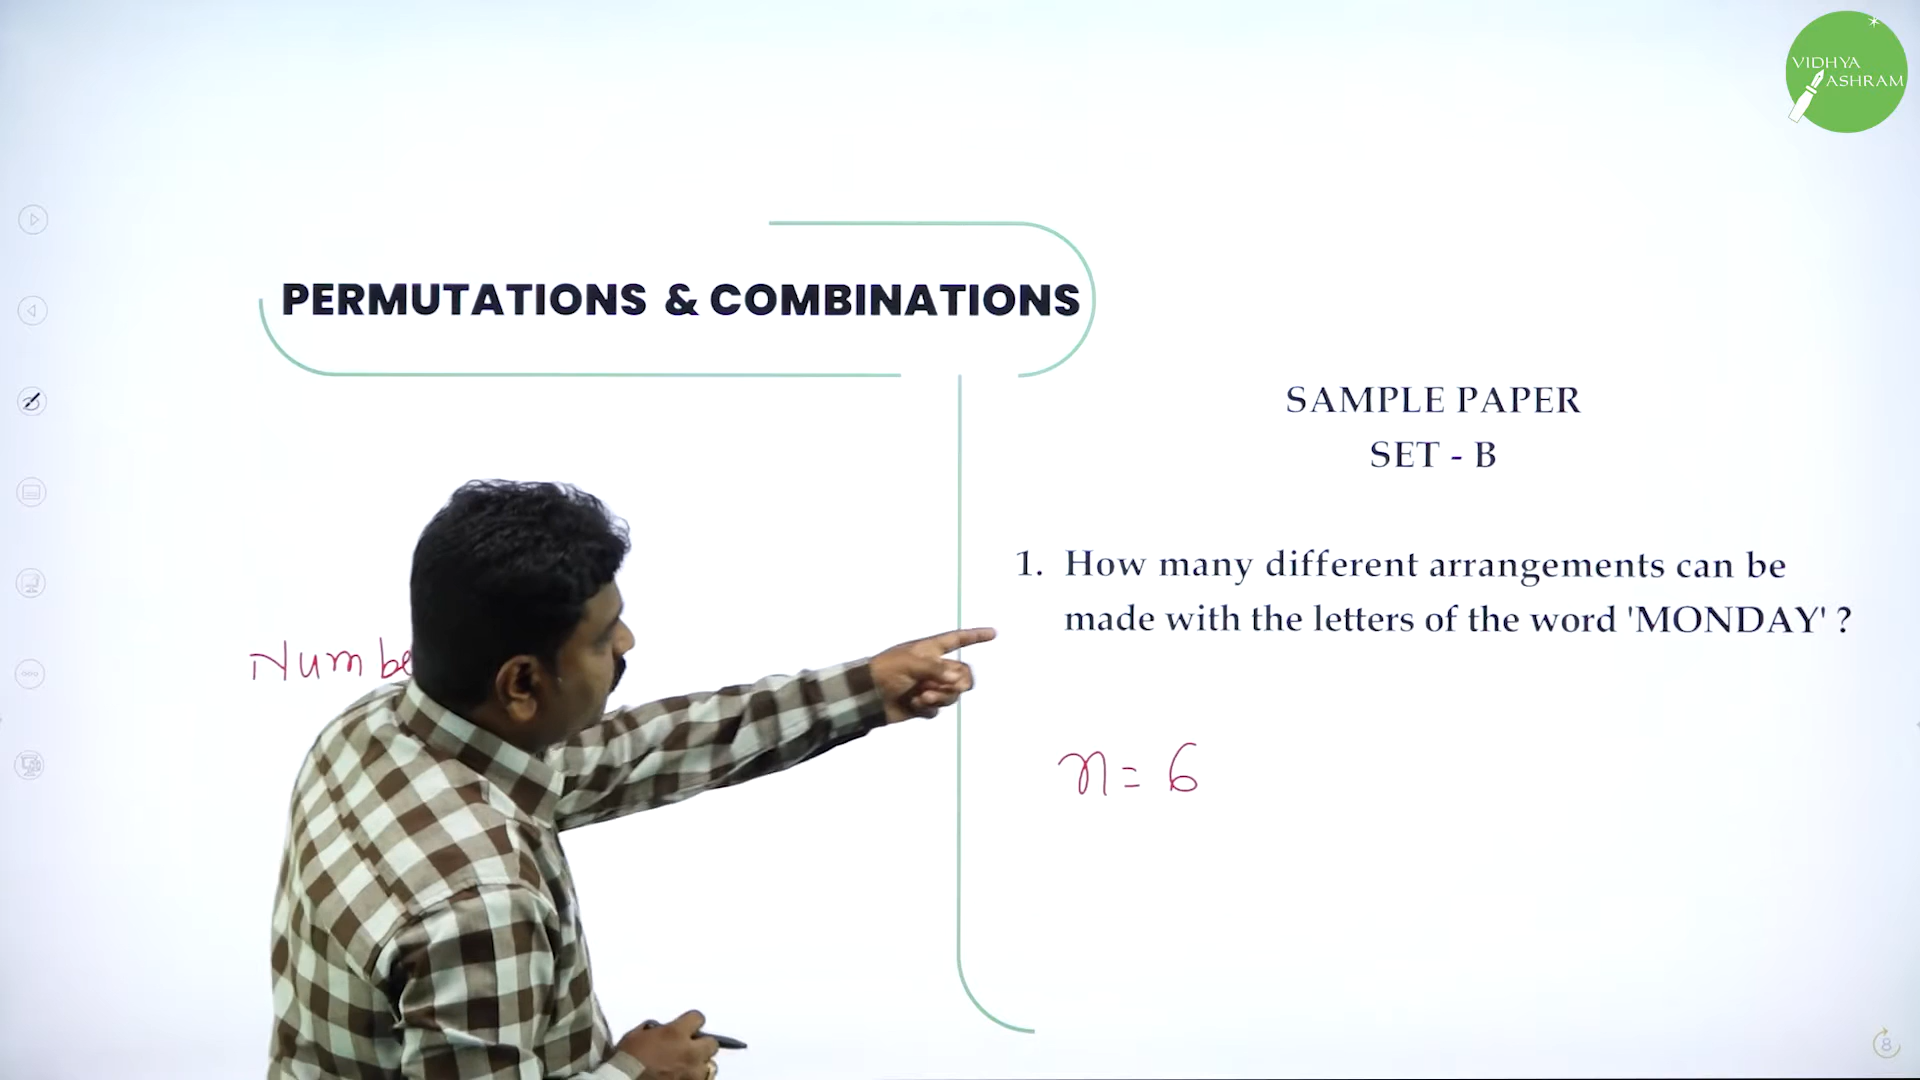 VIDHYA
ASHRAM
PERMUTATIONS & COMBINATIONS
SAMPLE PAPER
SET - B
1. How many different arrangements can be
made with the letters of the word 'MONDAY' ?
Numbe
n = 6
8